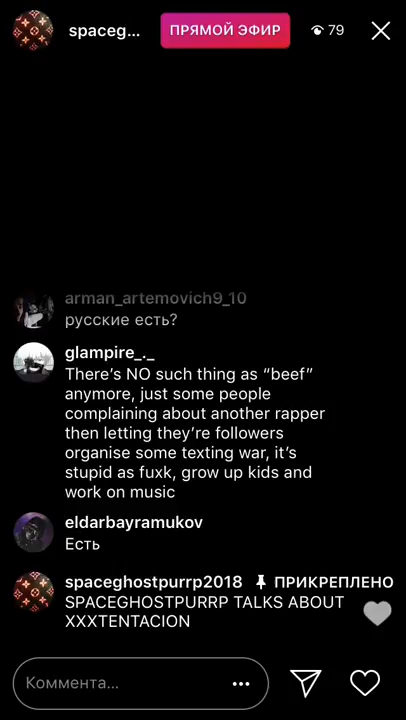 spaceg...
ПРЯМОЙ ЭФИР
79
arman_artemovich9_10
русские есть?
glampire_._
There's NO such thing as “beef”
anymore, just some people
complaining about another rapper
then letting they're followers
organise some texting war, it's
stupid as fuxk, grow up kids and
work on music
eldarbayramukov
Есть
spaceghostpurrp2018 ПРИКРЕПЛЕНО
SPACEGHOSTPURRP TALKS ABOUT
XXXTENTACION
Коммента...